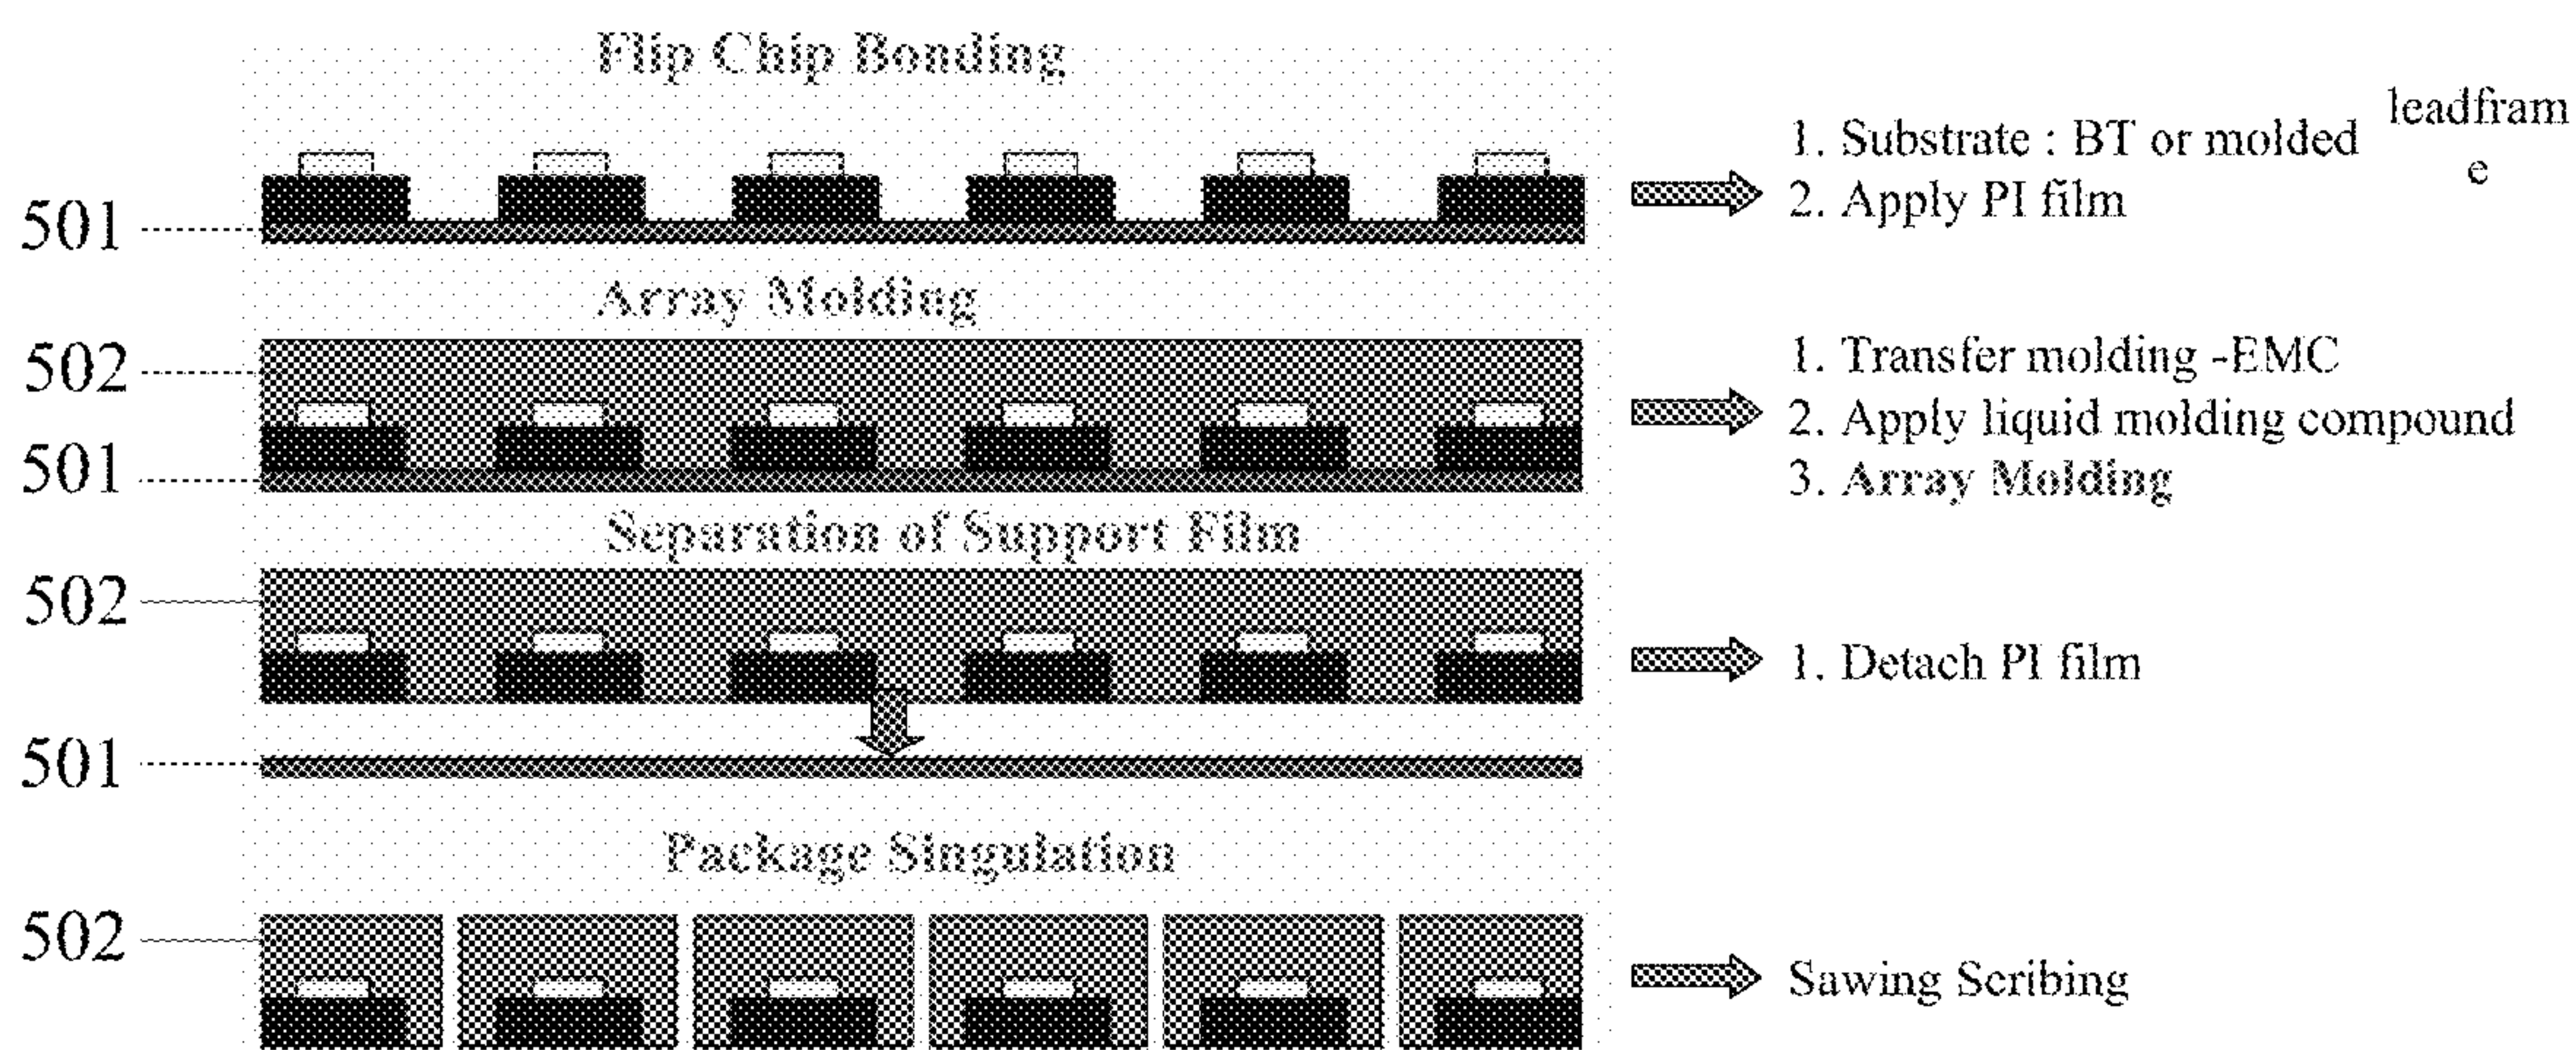 Flip Chip Bonding
1. Substrate : BT or molded leadfram
e
2. Apply PI film
501
Array Molding
502
501
1. Transfer molding -EMC
2. Apply liquid molding compound
3. Array Molding
Separation of Support Film
502
501
1. Detach PI film
Package Singulation
502
Sawing Scribing